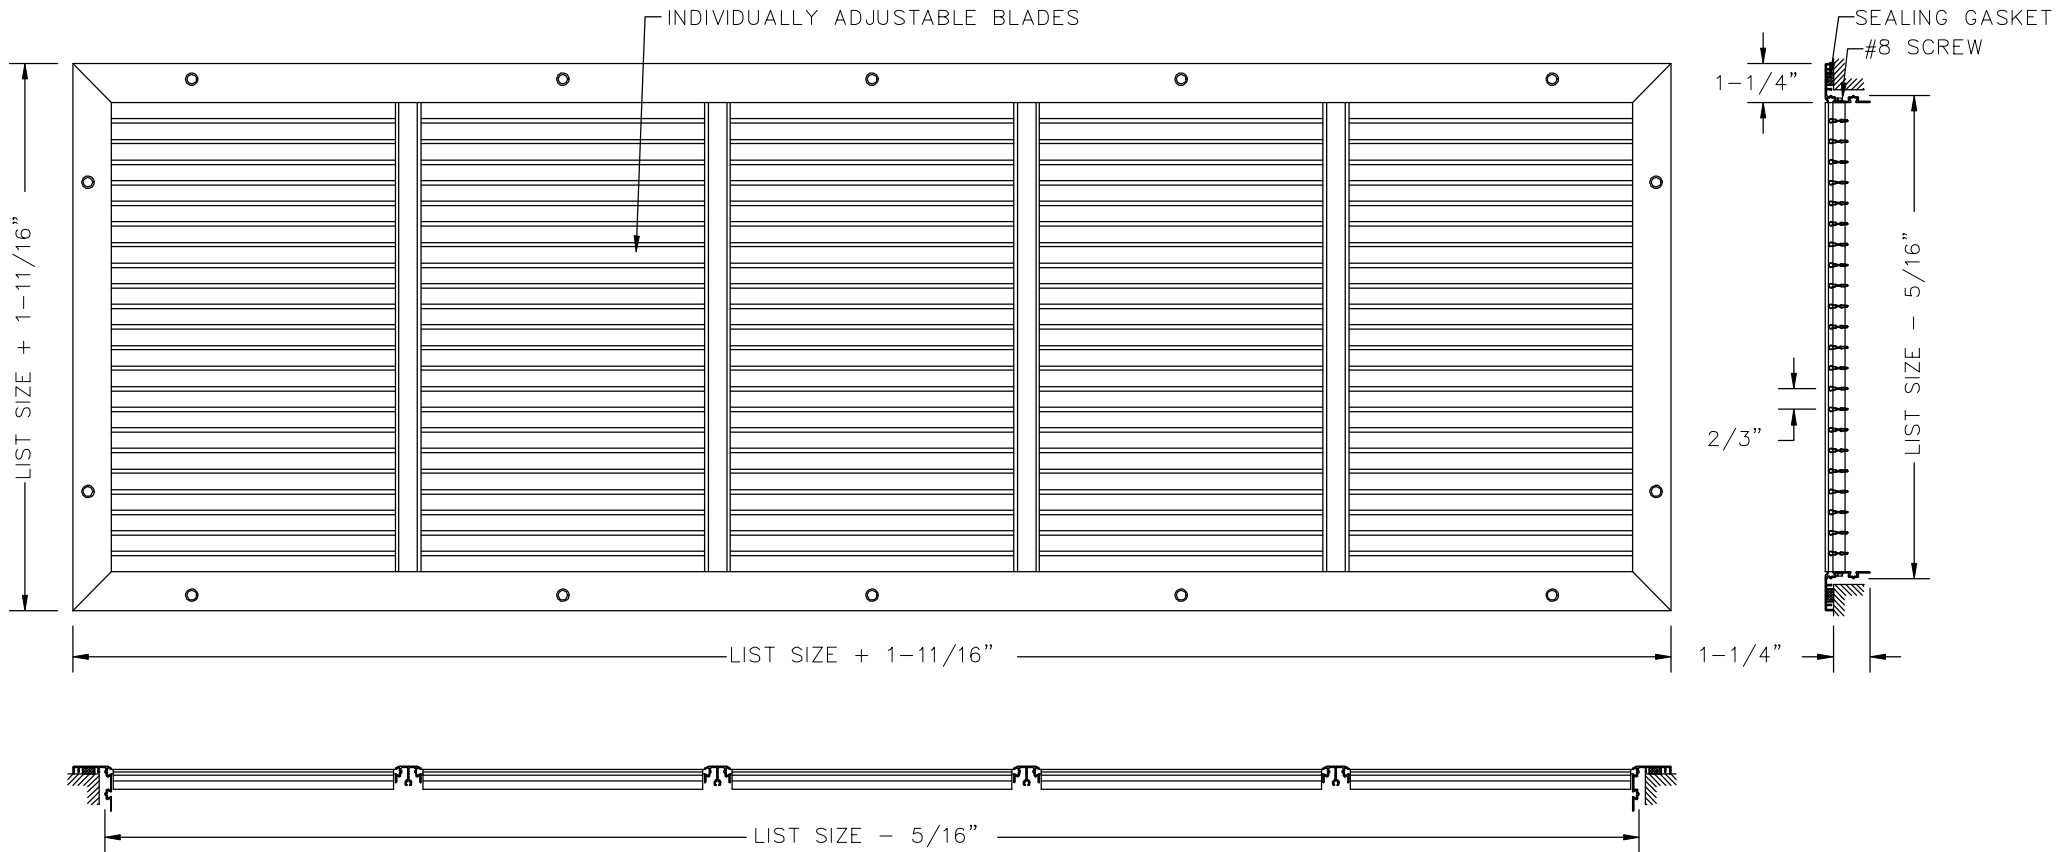 INDIVIDUALLY ADJUSTABLE BLADES
SEALING GASKET
#8 SCREW
1-1/4"
LIST SIZE + 1-11/16"
LIST SIZE - 5/16"
2/3"
LIST SIZE + 1-11/16"
1-1/4"
LIST SIZE - 5/16"